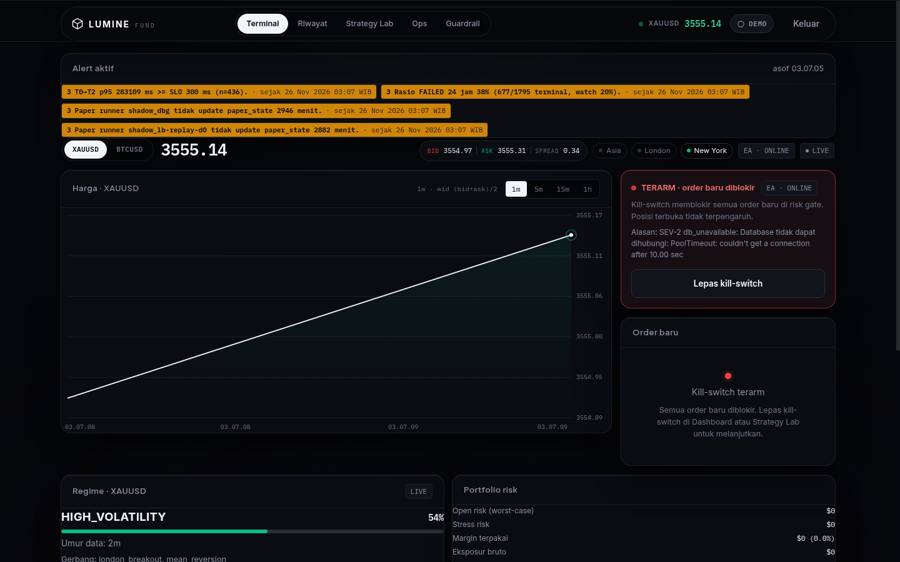 LUMINE FUND
Terminal Riwayat Strategy Lab Ops Guardrail
XAUUSD 3555.14 DEMO Keluar
Alert aktif asof 03.07.05
3 T0→T2 p95 283109 ms >= SLO 300 ms (n=436). · sejak 26 Nov 2026 03:07 WIB
3 Rasio FAILED 24 jam 38% (677/1795 terminal, watch 20%). · sejak 26 Nov 2026 03:07 WIB
3 Paper runner shadow_dbg tidak update paper_state 2946 menit. · sejak 26 Nov 2026 03:07 WIB
3 Paper runner shadow_lb-replay-d0 tidak update paper_state 2882 menit. · sejak 26 Nov 2026 03:07 WIB
XAUUSD BTCUSD 3555.14
BID 3554.97 ASK 3555.31 SPREAD 0.34 Asia London New York EA · ONLINE LIVE
Harga · XAUUSD
1m · mid (bid+ask)/2 1m 5m 15m 1h
3555.17
3555.11
3555.06
3555.00
3554.95
3554.89
03.07.08 03.07.08 03.07.09 03.07.09
TERARM · order baru diblokir EA · ONLINE
Kill-switch memblokir semua order baru di risk gate.
Posisi terbuka tidak terpengaruh.
Alasan: SEV-2 db_unavailable: Database tidak dapat
dihubungi: PoolTimeout: couldn't get a connection
after 10.00 sec
Lepas kill-switch
Order baru
Kill-switch terarm
Semua order baru diblokir. Lepas kill-
switch di Dashboard atau Strategy Lab
untuk melanjutkan.
Regime · XAUUSD LIVE
HIGH_VOLATILITY 54%
Umur data: 2m
Gerbang: london_breakout, mean_reversion
Portfolio risk
Open risk (worst-case) $0
Stress risk $0
Margin terpakai $0 (0.0%)
Eksposur bruto $0